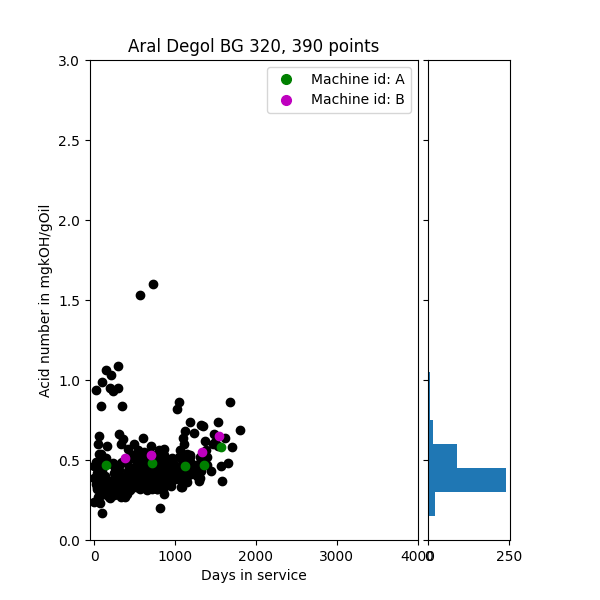 Aral Degol BG 320, 390 points
Machine id: A
Machine id: B
Acid number in mgkOH/gOil
3.0
2.5
2.0
1.5
1.0
0.5
0.0
0 1000 2000 3000 4000 0 250
Days in service